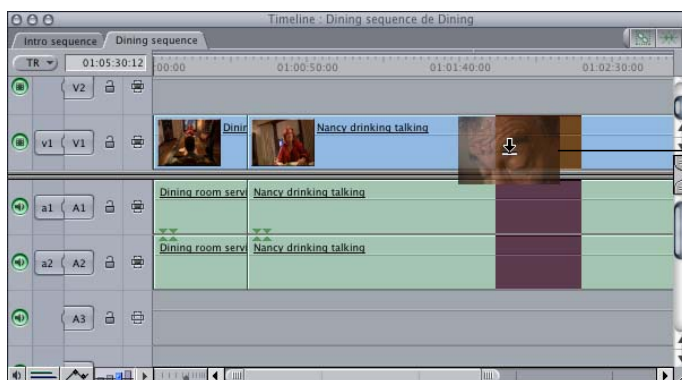 Timeline : Dining sequence de Dining
Intro sequence
Dining sequence
TR
01:05:30:12
00:00
01:00:50:00
01:01:40:00
01:02:30:00
V2
v1
V1
Dinir
Nancy drinking talking
a1
A1
Dining room servi
Nancy drinking talking
a2
A2
Dining room servi
Nancy drinking talking
A3